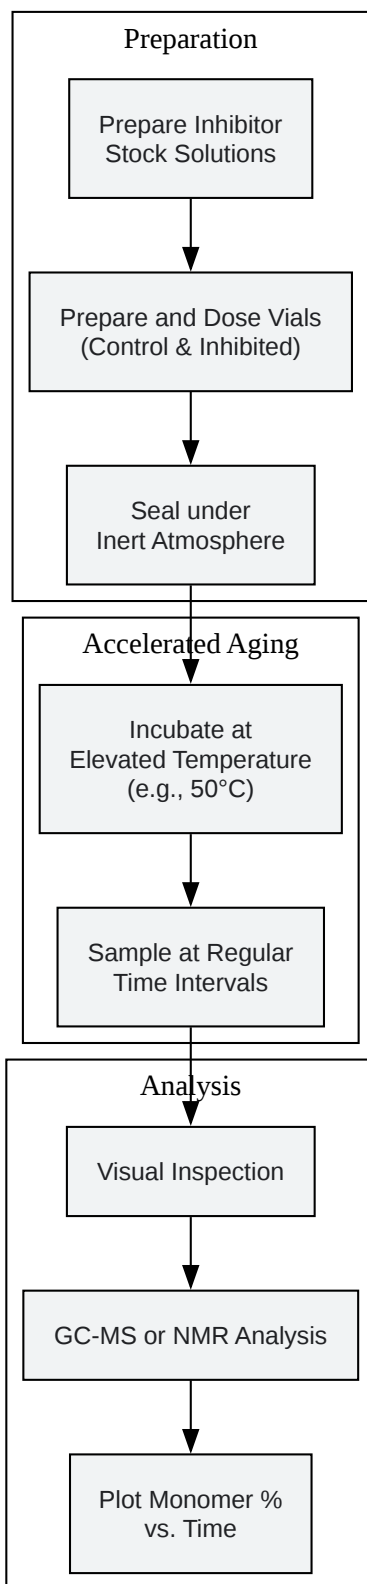 Preparation
Prepare Inhibitor
Stock Solutions
Prepare and Dose Vials
(Control & Inhibited)
Seal under
Inert Atmosphere
Accelerated Aging
Incubate at
Elevated Temperature
(e.g., 50°C)
Sample at Regular
Time Intervals
Analysis
Visual Inspection
GC-MS or NMR Analysis
Plot Monomer %
vs. Time